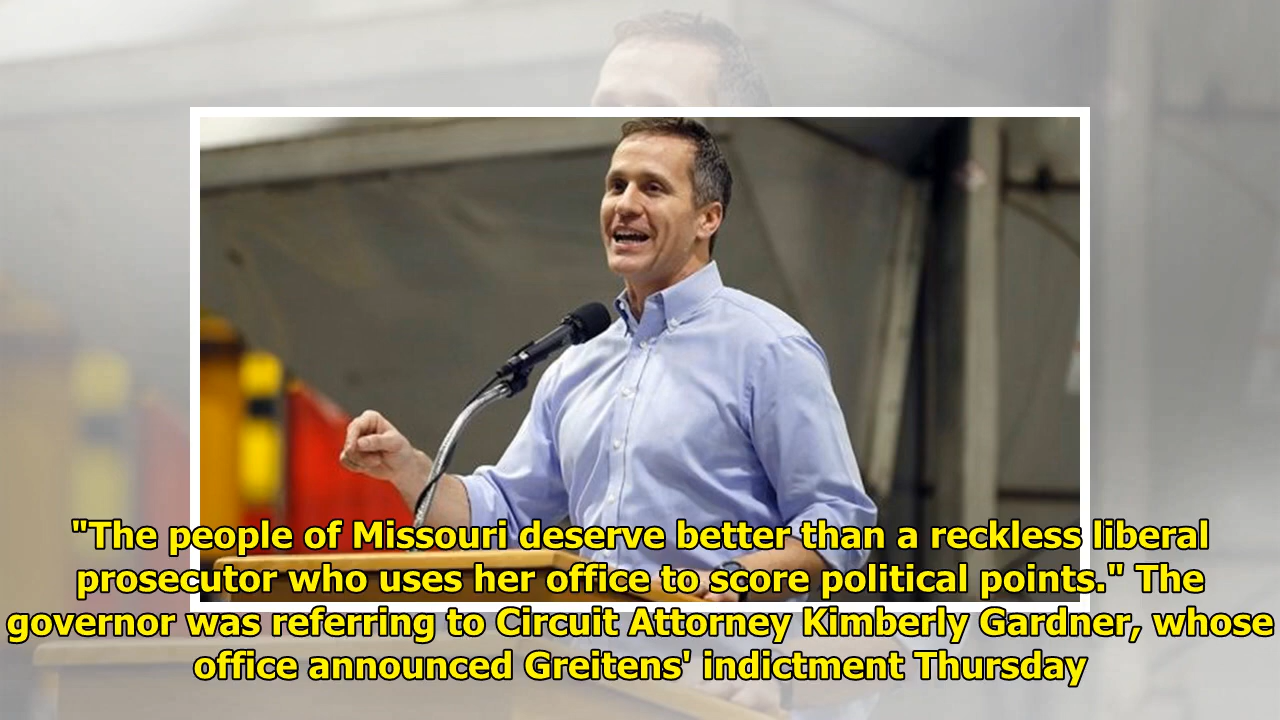 "The people of Missouri deserve better than a reckless liberal
prosecutor who uses her office to score political points." The
governor was referring to Circuit Attorney Kimberly Gardner, whose
office announced Greitens' indictment Thursday